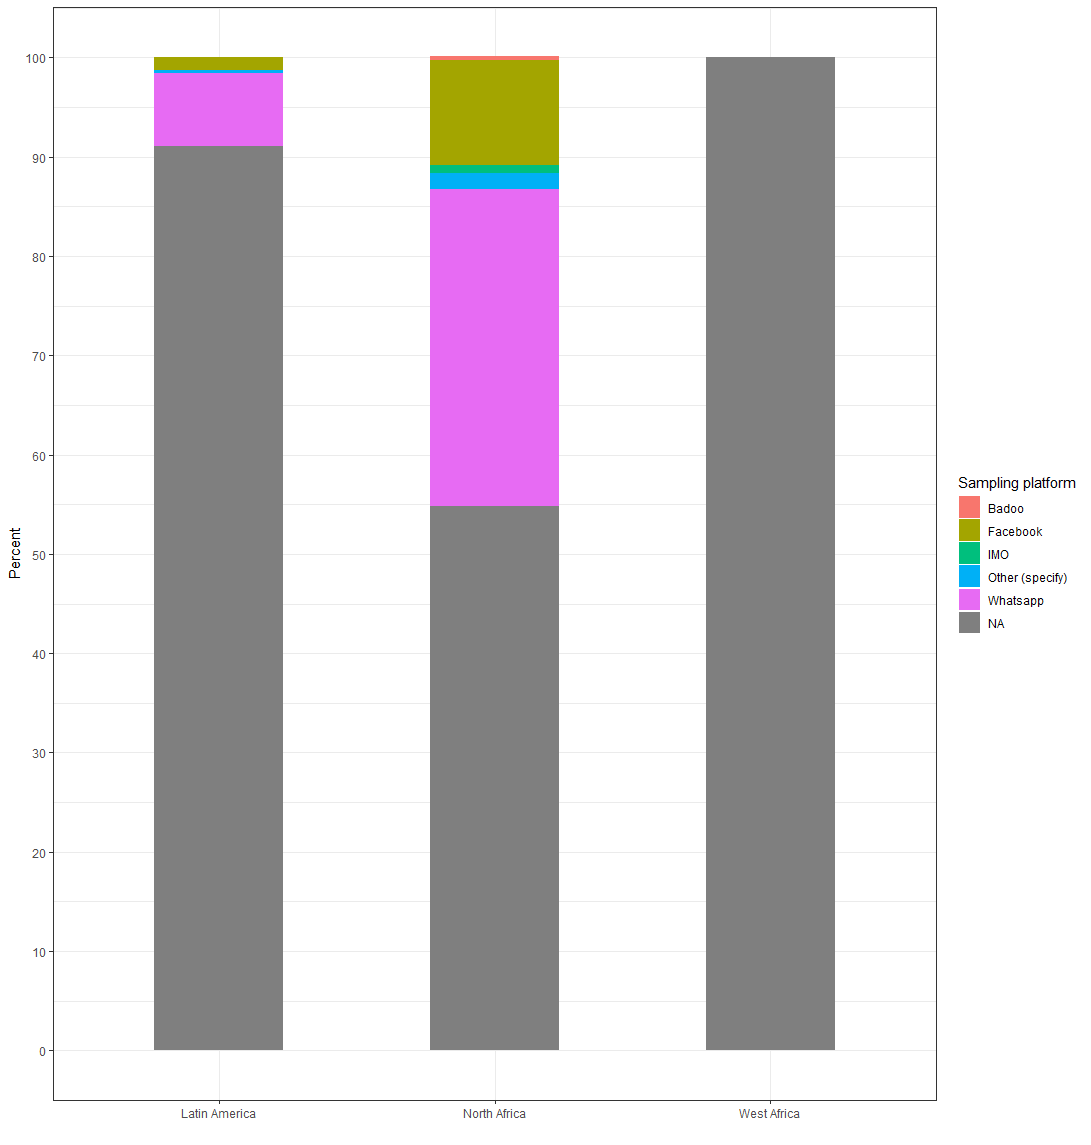 Percent
100
90
80
70
60
50
40
30
20
10
0
Latin America
North Africa
West Africa
Sampling platform
Badoo
Facebook
IMO
Other (specify)
Whatsapp
NA